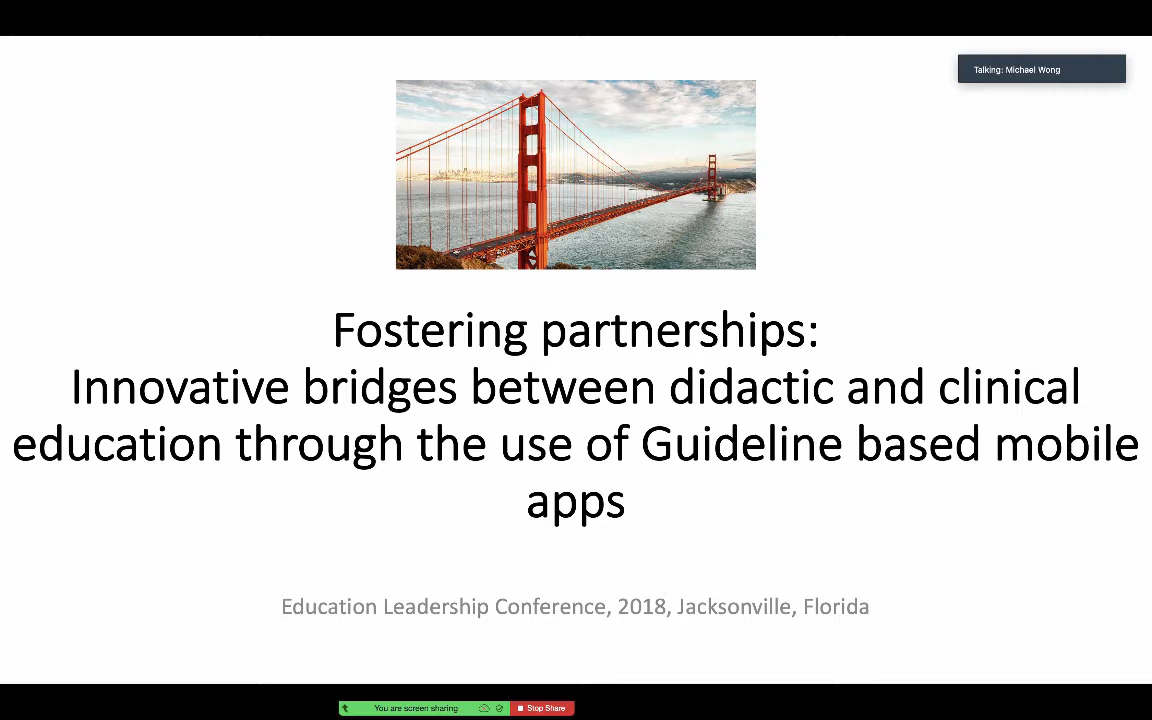 Talking: Michael Wong
Fostering partnerships:
Innovative bridges between didactic and clinical
education through the use of Guideline based mobile
apps
Education Leadership Conference, 2018, Jacksonville, Florida
You are screen sharing
Stop Share